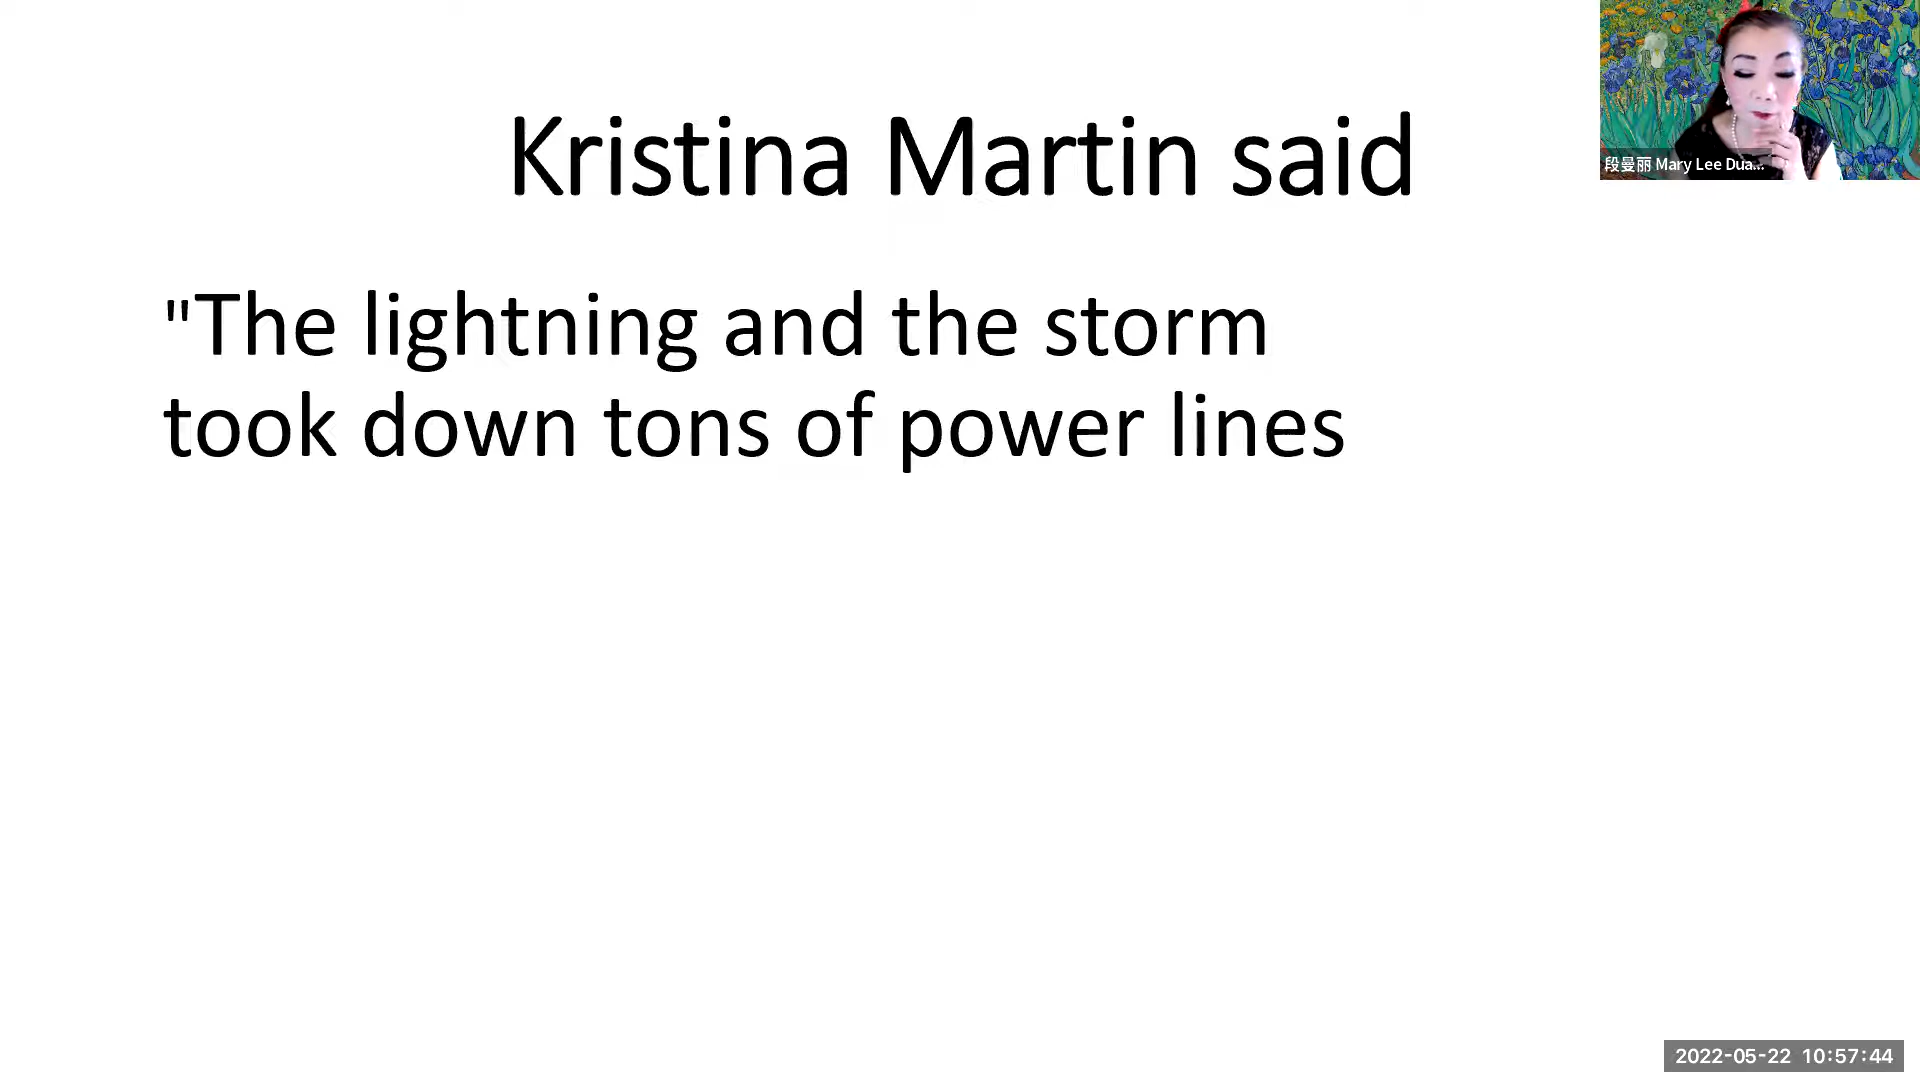 Kristina Martin said
"The lightning and the storm
took down tons of power lines
段曼丽 Mary Lee Dua...
2022-05-22 10:57:44